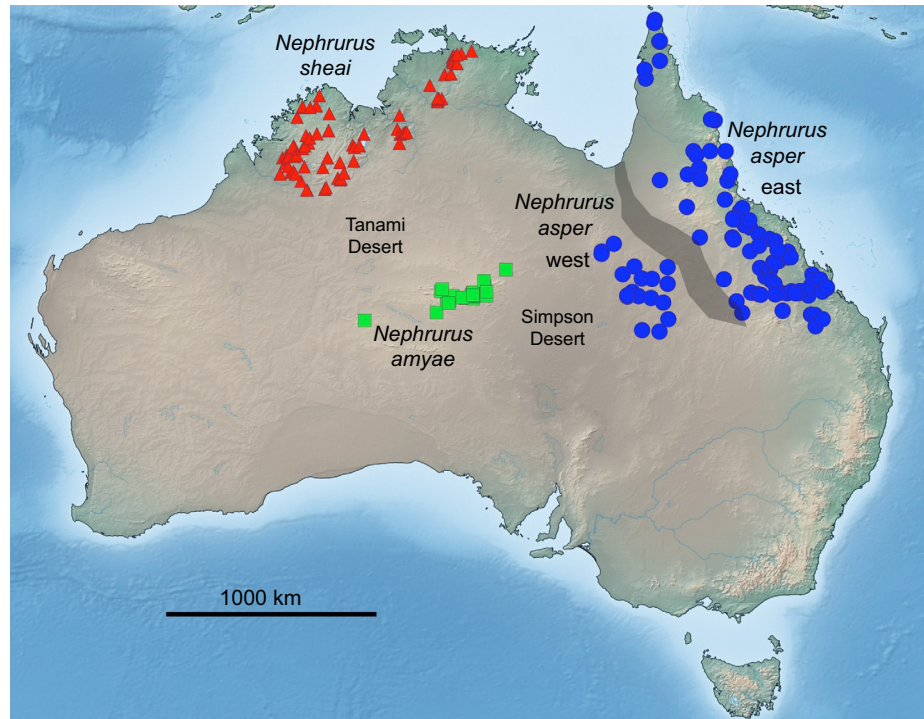 Nephrurus
sheai
Nephrurus
asper
east
Nephrurus
asper
west
Tanami
Desert
Simpson
Desert
Nephrurus
amyae
1000 km